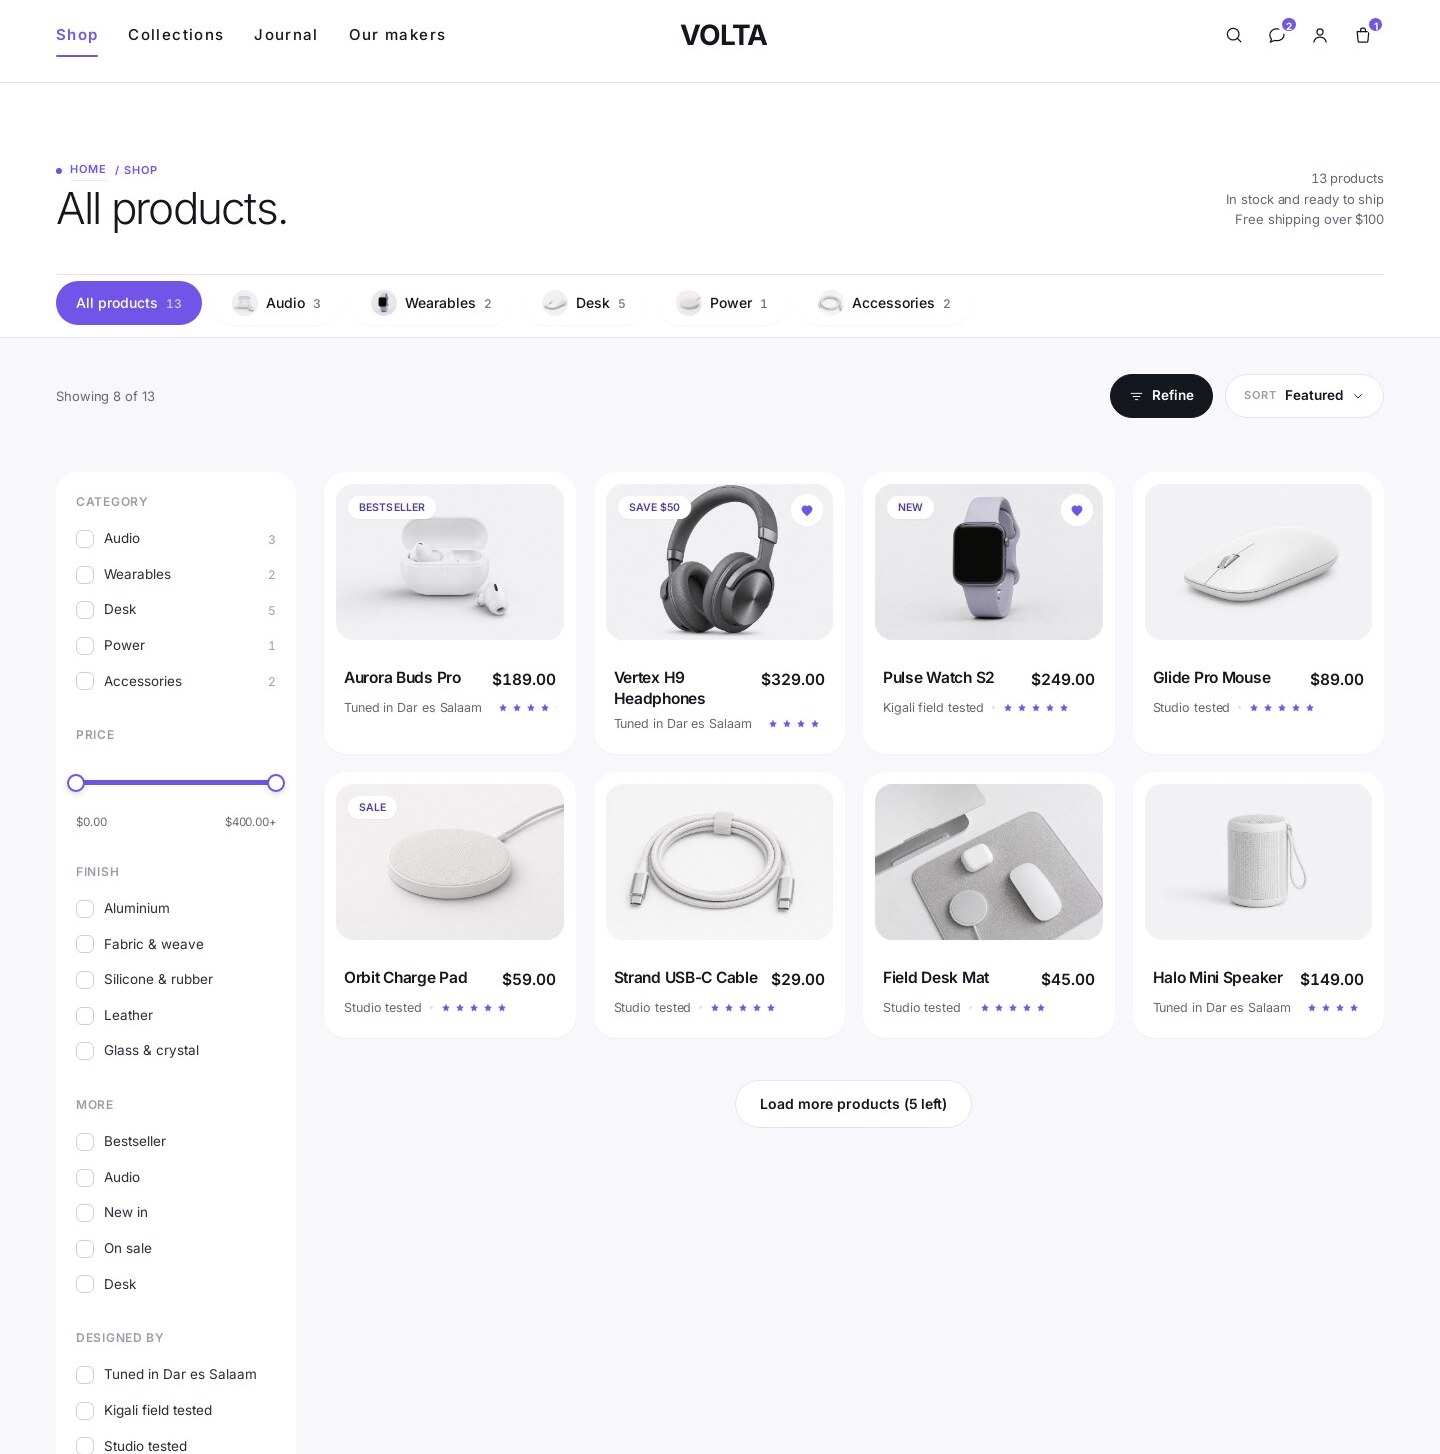 Shop Collections Journal Our makers VOLTA 2 1
HOME / SHOP
All products.
13 products
In stock and ready to ship
Free shipping over $100
All products 13 Audio 3 Wearables 2 Desk 5 Power 1 Accessories 2
Showing 8 of 13
Refine
SORT Featured
CATEGORY
Audio 3
Wearables 2
Desk 5
Power 1
Accessories 2
PRICE
$0.00 $400.00+
FINISH
Aluminium
Fabric & weave
Silicone & rubber
Leather
Glass & crystal
MORE
Bestseller
Audio
New in
On sale
Desk
DESIGNED BY
Tuned in Dar es Salaam
Kigali field tested
Studio tested
BESTSELLER
Aurora Buds Pro $189.00
Tuned in Dar es Salaam
SAVE $50
Vertex H9
Headphones
$329.00
Tuned in Dar es Salaam
NEW
Pulse Watch S2 $249.00
Kigali field tested
Glide Pro Mouse $89.00
Studio tested
SALE
Orbit Charge Pad $59.00
Studio tested
Strand USB-C Cable $29.00
Studio tested
Field Desk Mat $45.00
Studio tested
Halo Mini Speaker $149.00
Tuned in Dar es Salaam
Load more products (5 left)